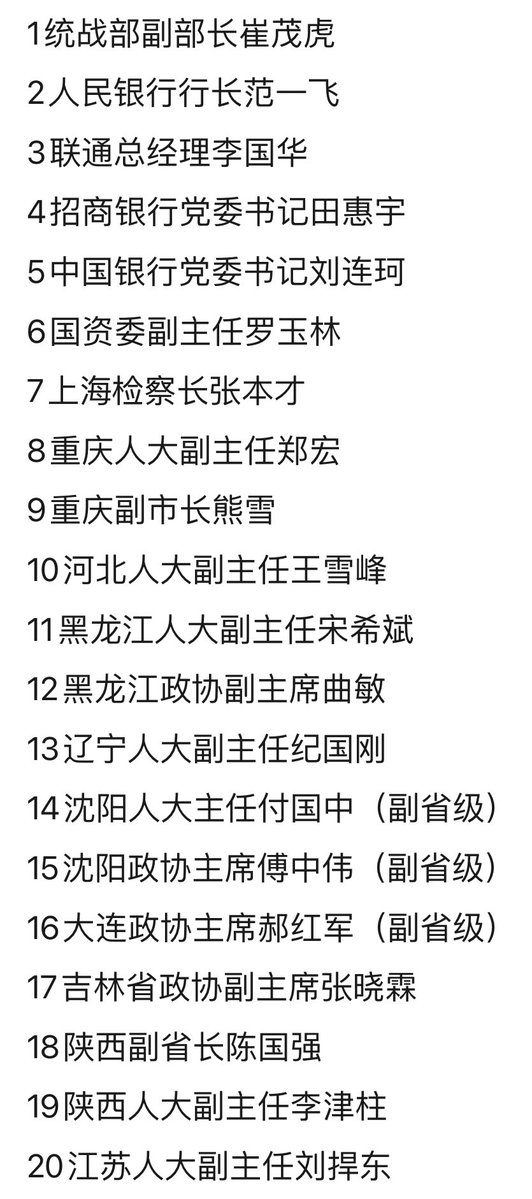 1统战部副部长崔茂虎
2人民银行行长范一飞
3联通总经理李国华
4招商银行党委书记田惠宇
5中国银行党委书记刘连珂
6国资委副主任罗玉林
7上海检察长张本才
8重庆人大副主任郑宏
9重庆副市长熊雪
10河北人大副主任王雪峰
11黑龙江人大副主任宋希斌
12黑龙江政协副主席曲敏
13辽宁人大副主任纪国刚
14沈阳人大主任付国中（副省级）
15沈阳政协主席傅中伟（副省级）
16大连政协主席郝红军（副省级）
17吉林省政协副主席张晓霖
18陕西副省长陈国强
19陕西人大副主任李津柱
20江苏人大副主任刘捍东